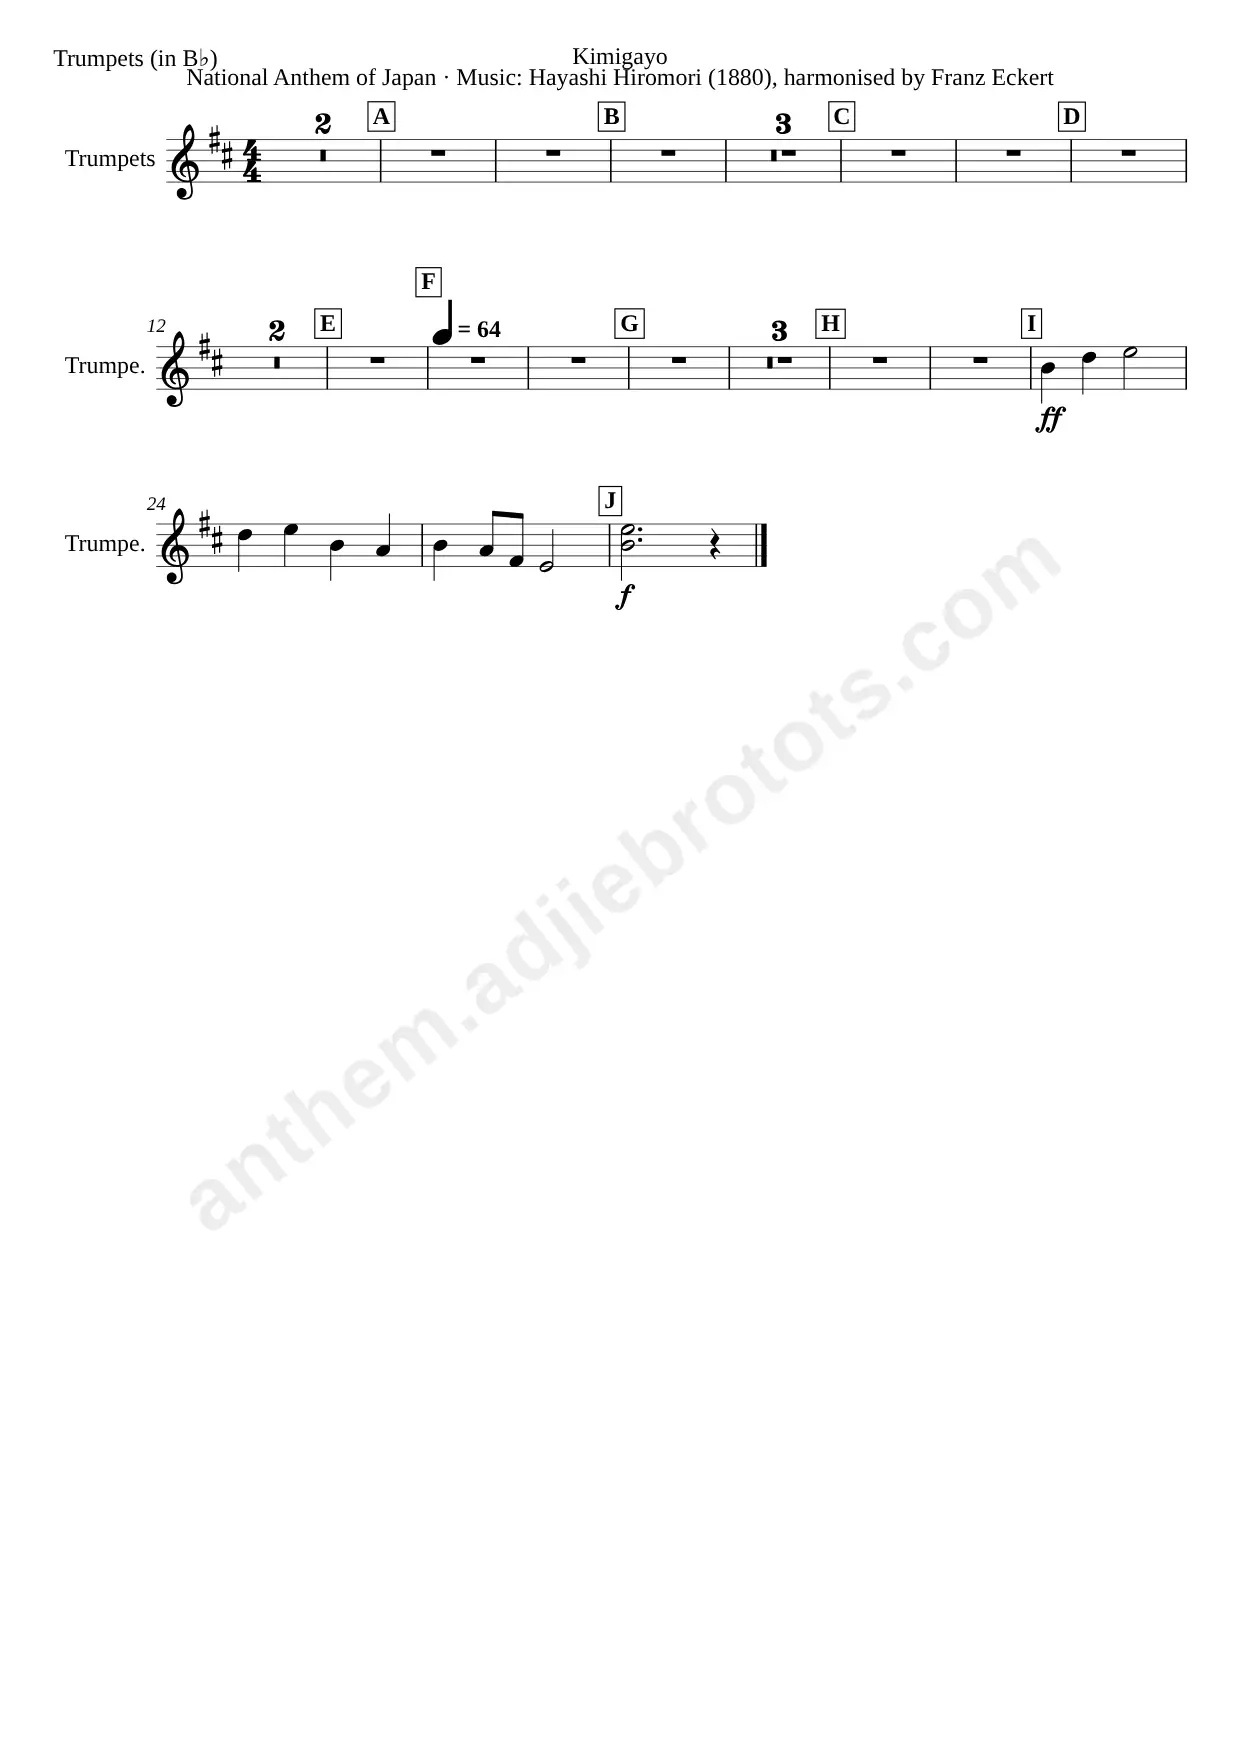 Trumpets (in B♭)
Kimigayo
National Anthem of Japan · Music: Hayashi Hiromori (1880), harmonised by Franz Eckert
2 A B 3 C D
Trumpets
F
12 2 E = 64 G 3 H I
Trumpe.
ff
24 J
Trumpe.
f
anthem.adjiebrotots.com